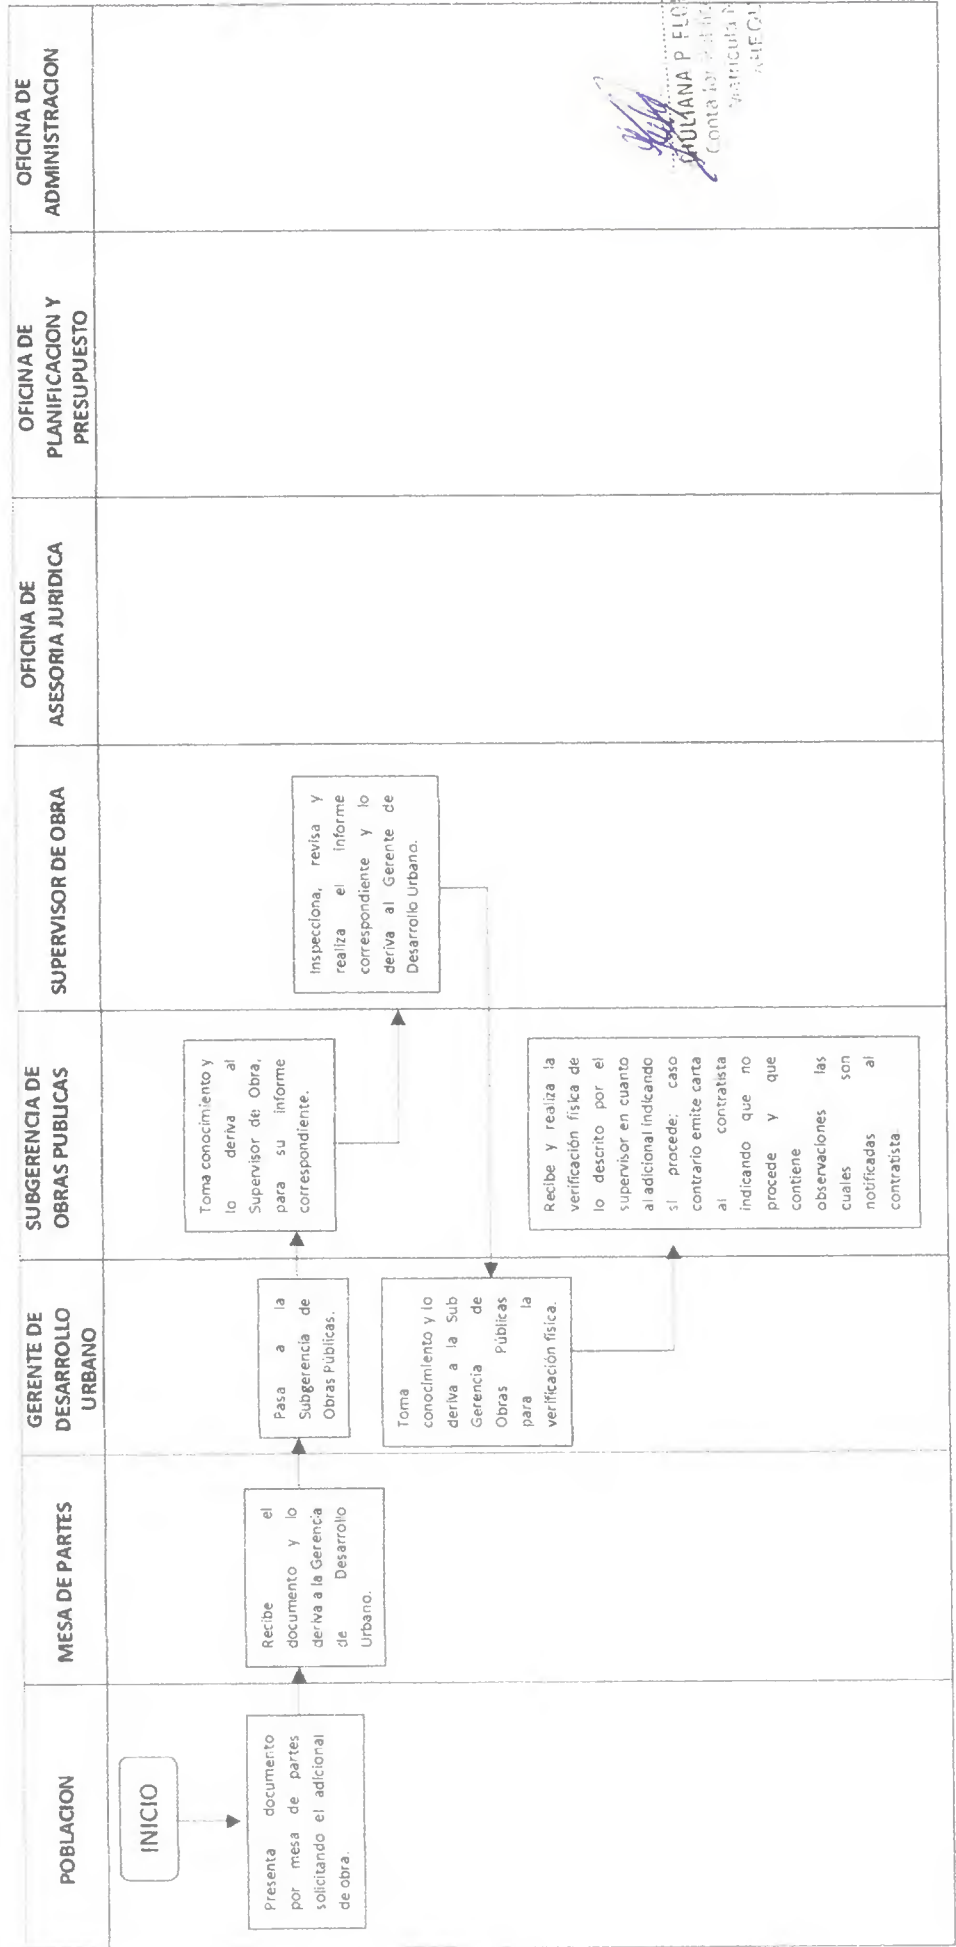 POBLACION
MESA DE PARTES
GERENTE DE
DESARROLLO
URBANO
SUBGERENCIA DE
OBRAS PUBLICAS
SUPERVISOR DE OBRA
OFICINA DE
ASESORIA JURIDICA
OFICINA DE
PLANIFICACION Y
PRESUPUESTO
OFICINA DE
ADMINISTRACION
INICIO
Presenta documento
por mesa de partes
solicitando el adicional
de obra.
Recibe el
documento y lo
deriva a la Gerencia
de Desarrollo
Urbano.
Pasa a la
Subgerencia de
Obras Públicas.
Toma conocimiento y
lo deriva al
Supervisor de Obra,
para su informe
correspondiente.
Inspecciona, revisa y
realiza el informe
correspondiente y lo
deriva al Gerente de
Desarrollo Urbano.
Toma
conocimiento y lo
deriva a la Sub
Gerencia de
Obras Públicas
para la
verificación física.
Recibe y realiza la
verificación física de
lo descrito por el
supervisor en cuanto
al adicional indicando
si procede: caso
contrario emite carta
al contratista
indicando que no
procede y que
contiene
observaciones las
cuales son
notificadas al
contratista.
P FLO